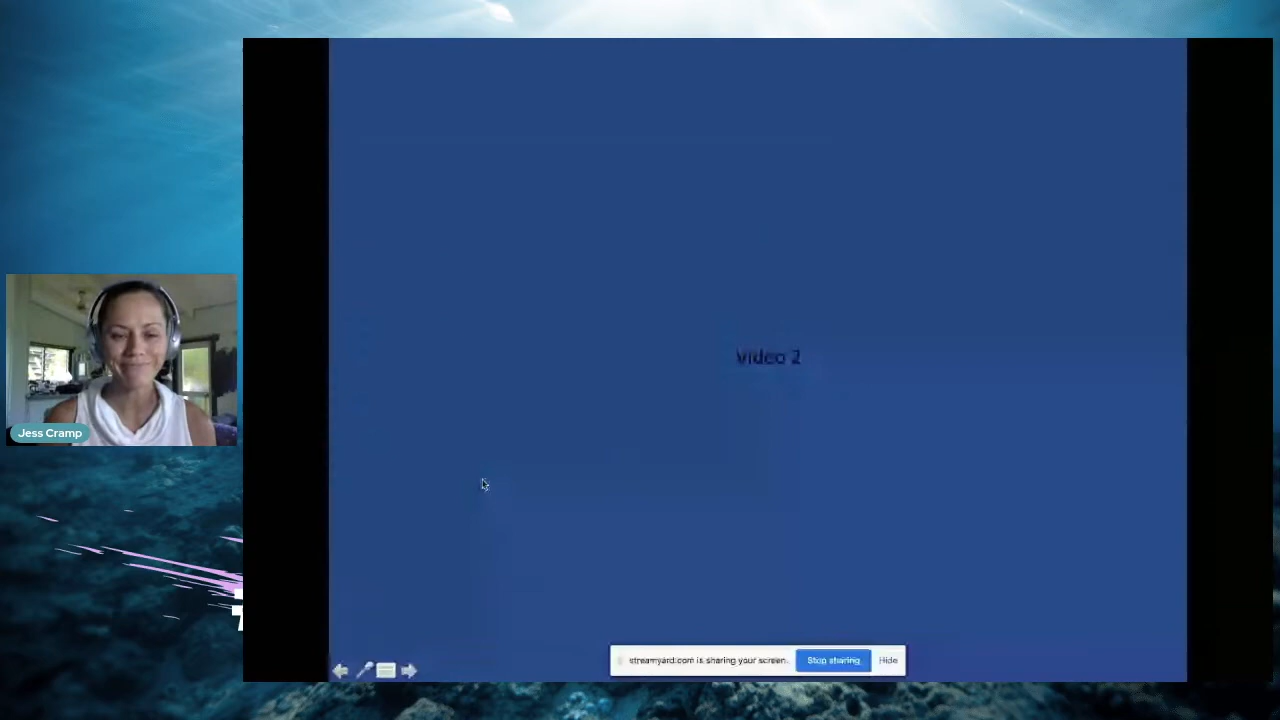 Video 2
Jess Cramp
streamyard.com is sharing your screen.
Stop sharing
Hide